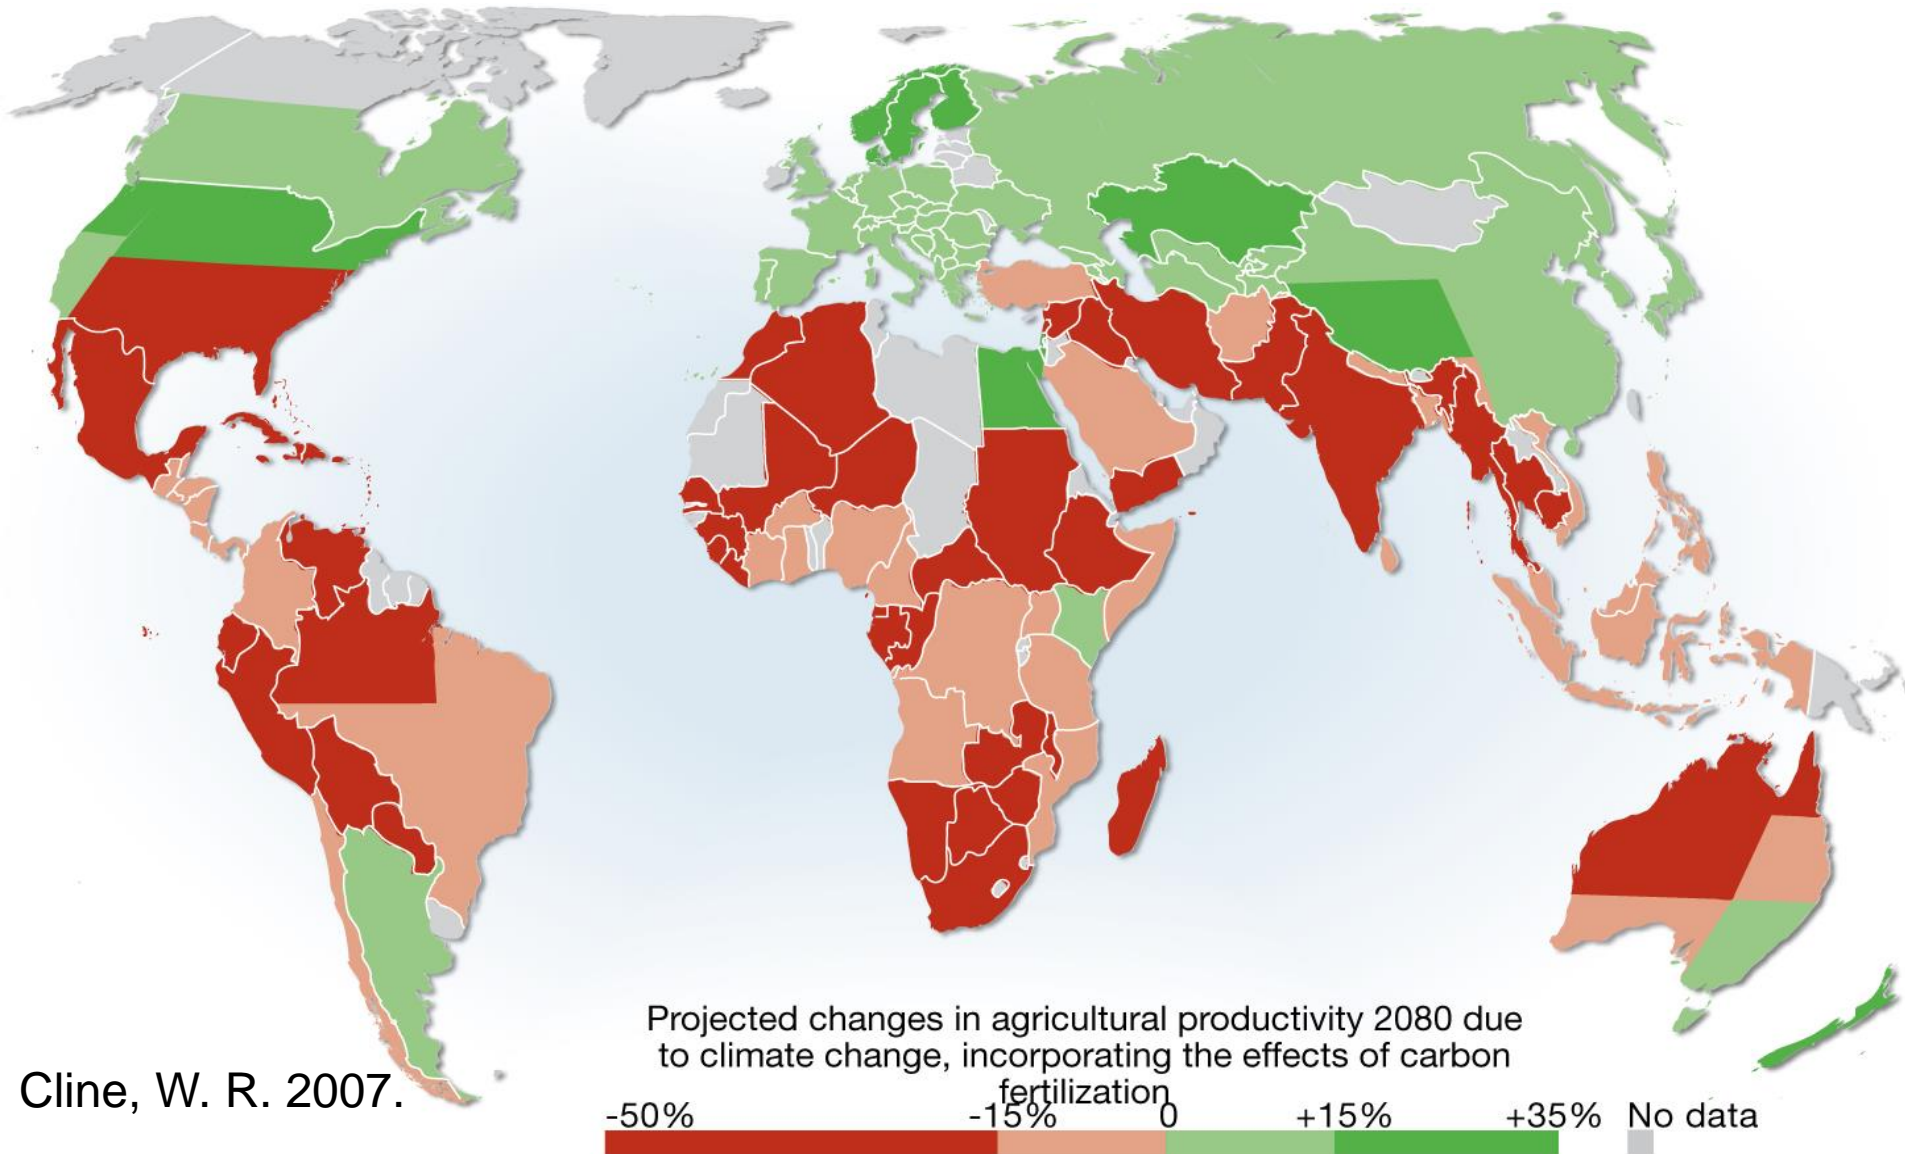 Projected changes in agricultural productivity 2080 due
to climate change, incorporating the effects of carbon
fertilization
Cline, W. R. 2007.
-50% -15% 0 +15% +35% No data